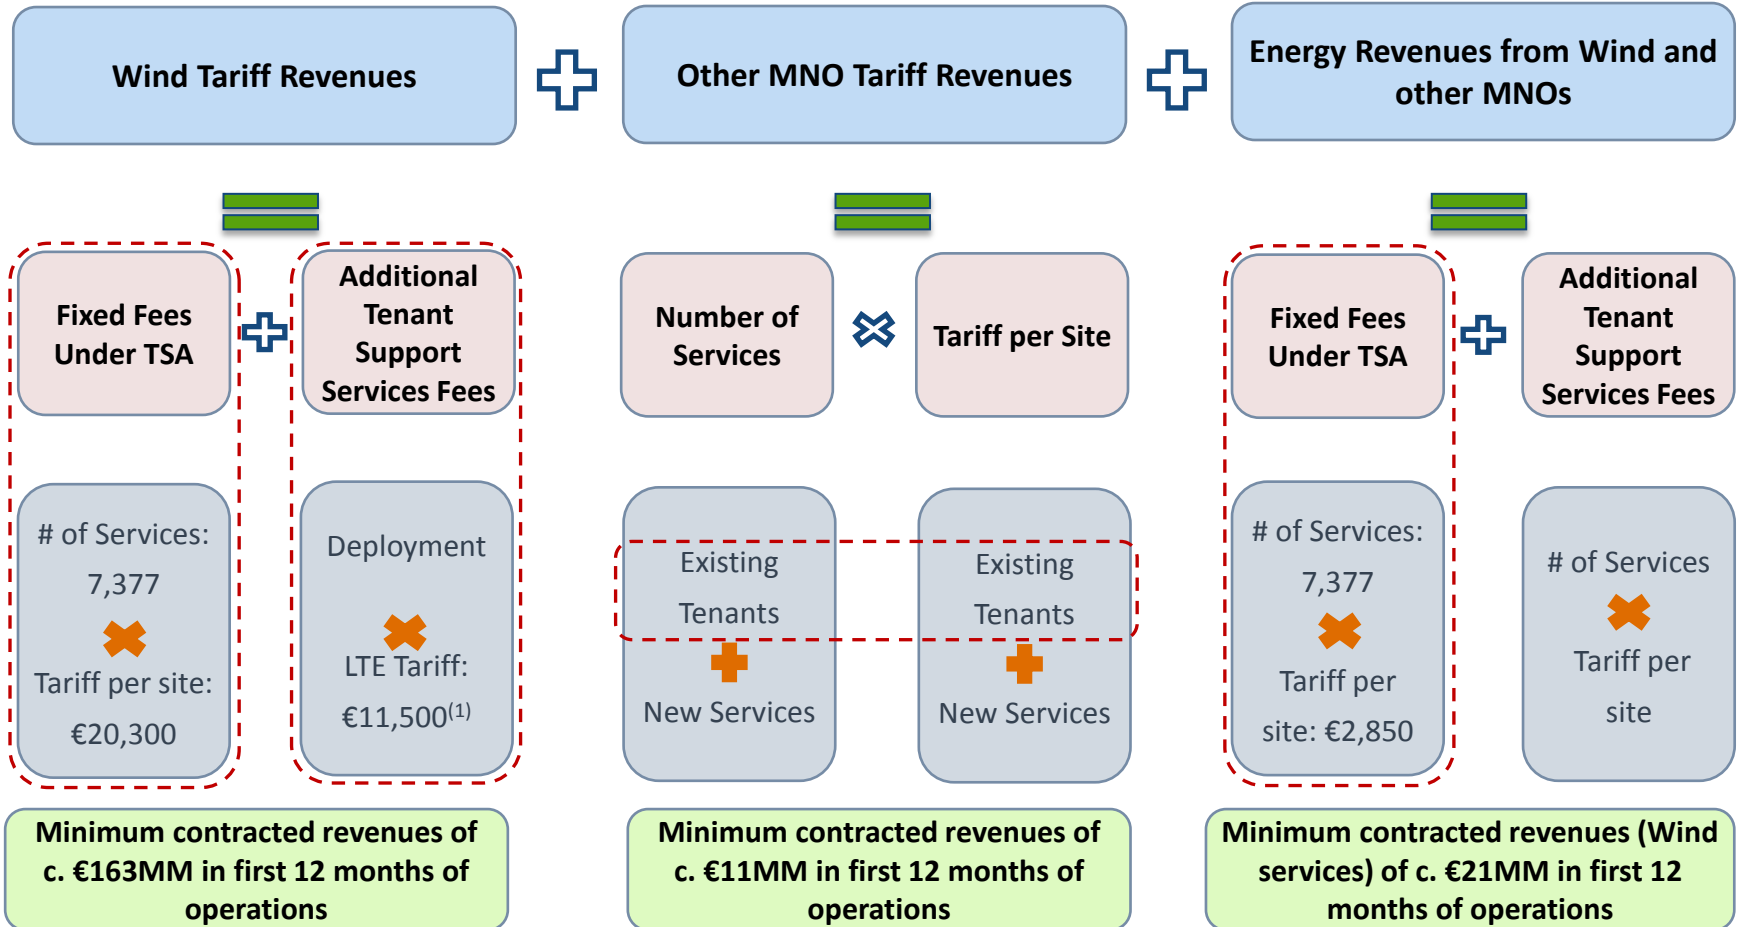 Wind Tariff Revenues
Other MNO Tariff Revenues
Energy Revenues from Wind and
other MNOs
Fixed Fees
Under TSA
Additional
Tenant
Support
Services Fees
Number of
Services
Tariff per Site
Fixed Fees
Under TSA
Additional
Tenant
Support
Services Fees
# of Services:
7,377
Tariff per site:
€20,300
Deployment
LTE Tariff:
€11,500(1)
Existing
Tenants
New Services
Existing
Tenants
New Services
# of Services:
7,377
Tariff per
site: €2,850
# of Services
Tariff per
site
Minimum contracted revenues of
c. €163MM in first 12 months of
operations
Minimum contracted revenues of
c. €11MM in first 12 months of
operations
Minimum contracted revenues (Wind
services) of c. €21MM in first 12
months of operations